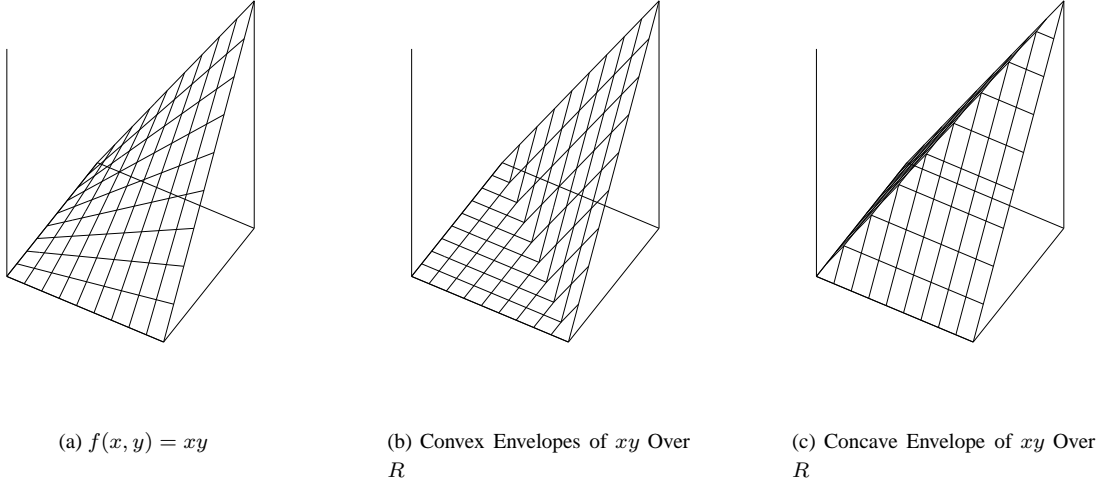 (a) f(x, y) = xy
(b) Convex Envelopes of xy Over
R
(c) Concave Envelope of xy Over
R